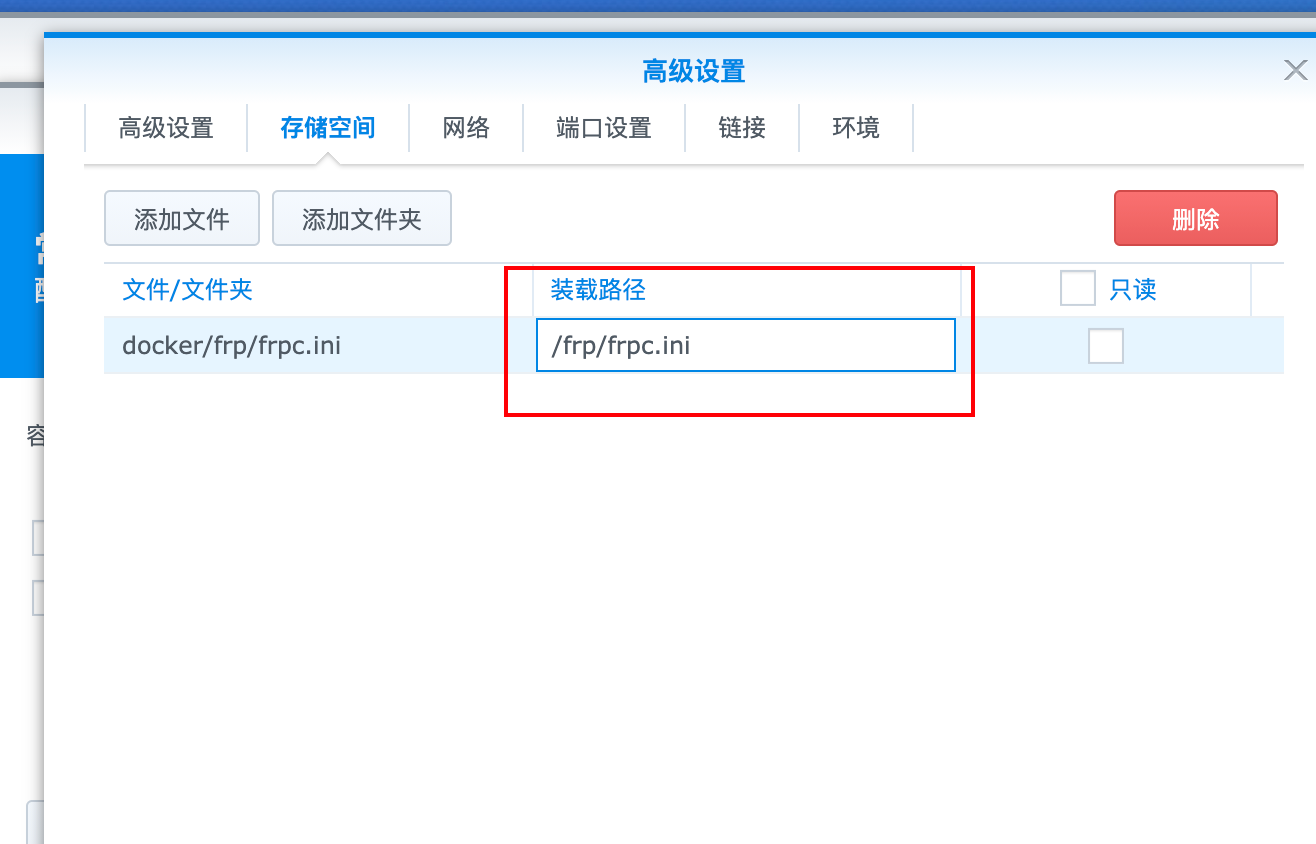 高级设置
高级设置 存储空间 网络 端口设置 链接 环境
添加文件 添加文件夹 删除
文件/文件夹 装载路径 只读
docker/frp/frpc.ini /frp/frpc.ini
容